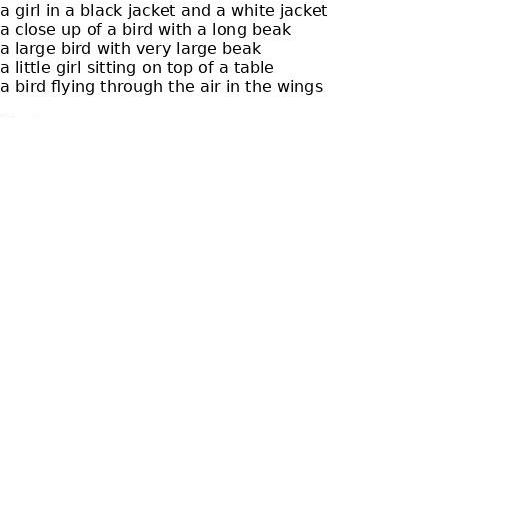 a girl in a black jacket and a white jacket
a close up of a bird with a long beak
a large bird with very large beak
a little girl sitting on top of a table
a bird flying through the air in the wings